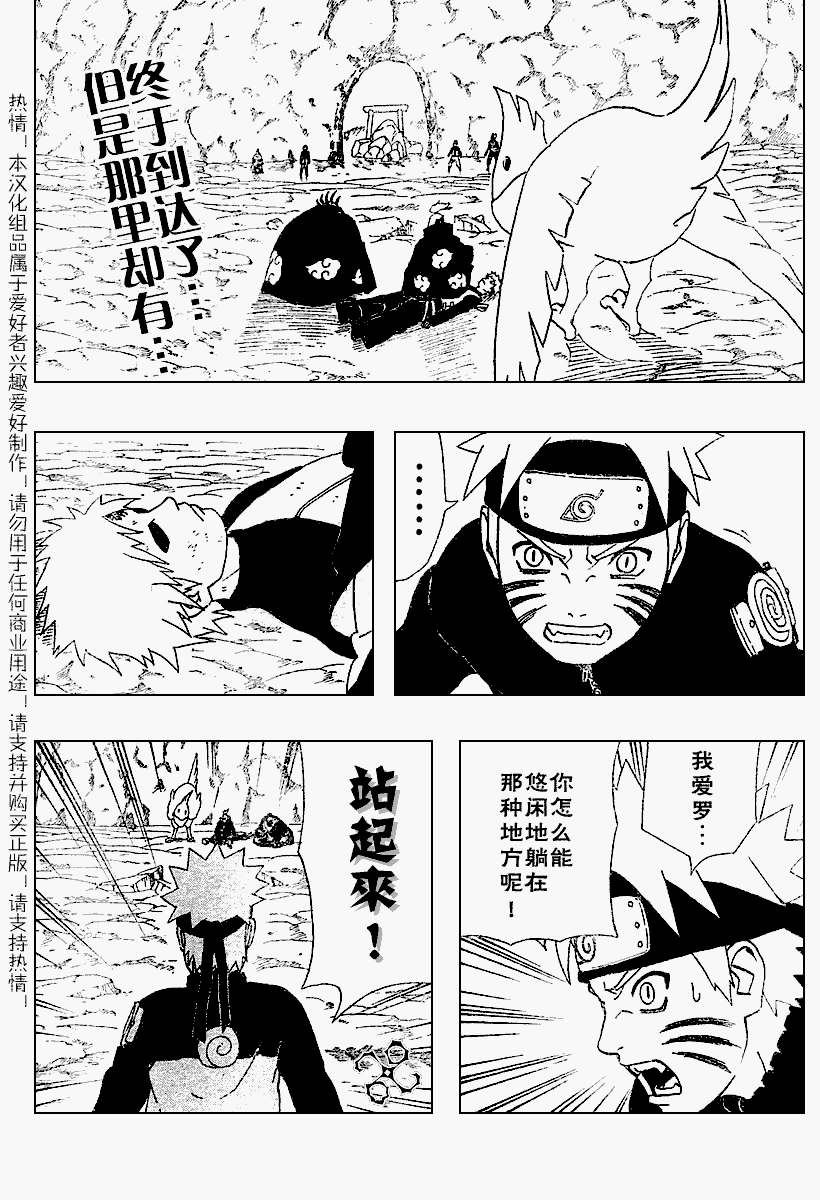 终于到达了…
但是那里却有…
……
我爱罗…
你怎么能
悠闲地躺在
那种地方呢！
站起來！
热情！本汉化组品属于爱好者兴趣爱好制作！请勿用于任何商业用途！请支持并购买正版！请支持热情！